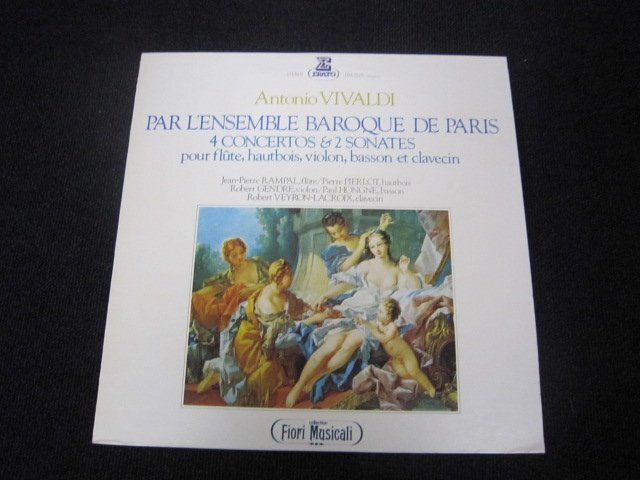 STEREO
ERATO
Antonio VIVALDI
PAR L'ENSEMBLE BAROQUE DE PARIS
4 CONCERTOS & 2 SONATES
pour flûte, hautbois, violon, basson et clavecin
Jean-Pierre RAMPAL, flûte/Pierre PIERLOT, hautbois
Robert GENDRE, violon/Paul HONGNE, basson
Robert VEYRON-LACROIX, clavecin
collection
Fiori Musicali